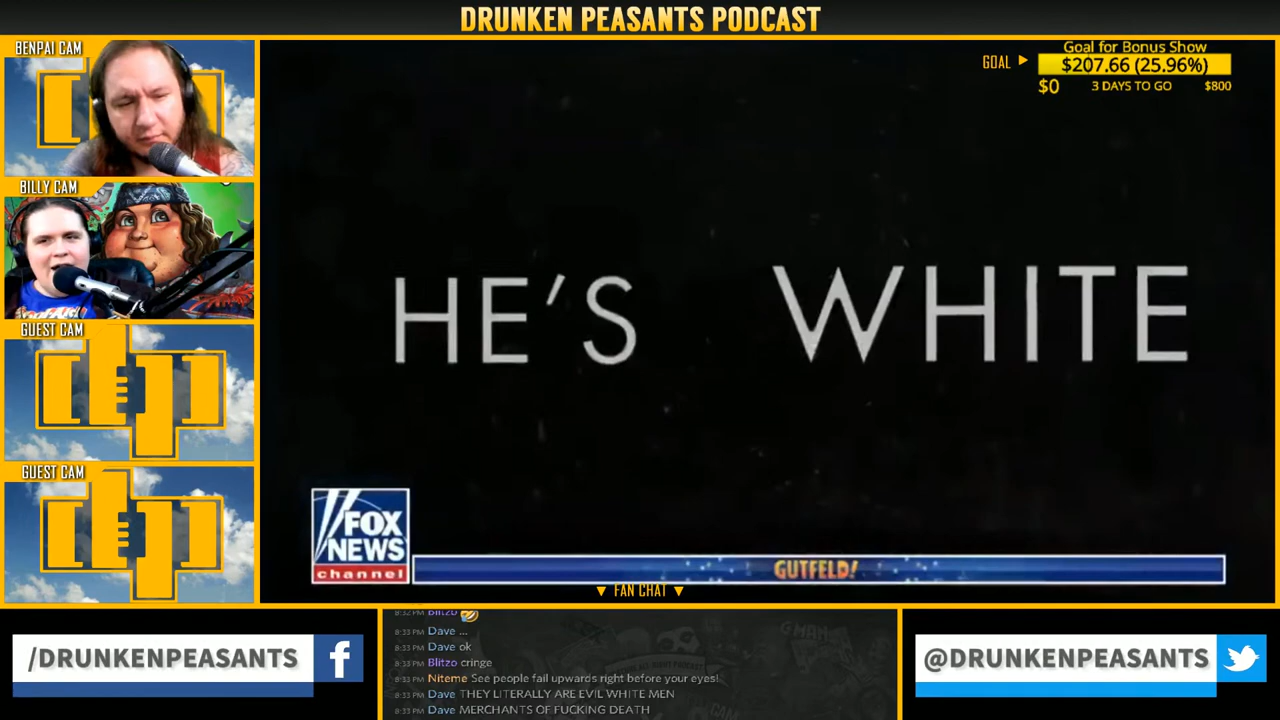 DRUNKEN PEASANTS PODCAST
BENPAI CAM
BILLY CAM
GUEST CAM
GUEST CAM
GOAL ▶
Goal for Bonus Show
$207.66 (25.96%)
$0 3 DAYS TO GO $800
HE'S WHITE
FOX
NEWS
channel
GUTFELD!
▼ FAN CHAT ▼
8:32 PM Blitzo 🤣
8:33 PM Dave ...
8:33 PM Dave ok
8:33 PM Blitzo cringe
8:33 PM Niteme See people fail upwards right before your eyes!
8:33 PM Dave THEY LITERALLY ARE EVIL WHITE MEN
8:33 PM Dave MERCHANTS OF FUCKING DEATH
/DRUNKENPEASANTS f
@DRUNKENPEASANTS